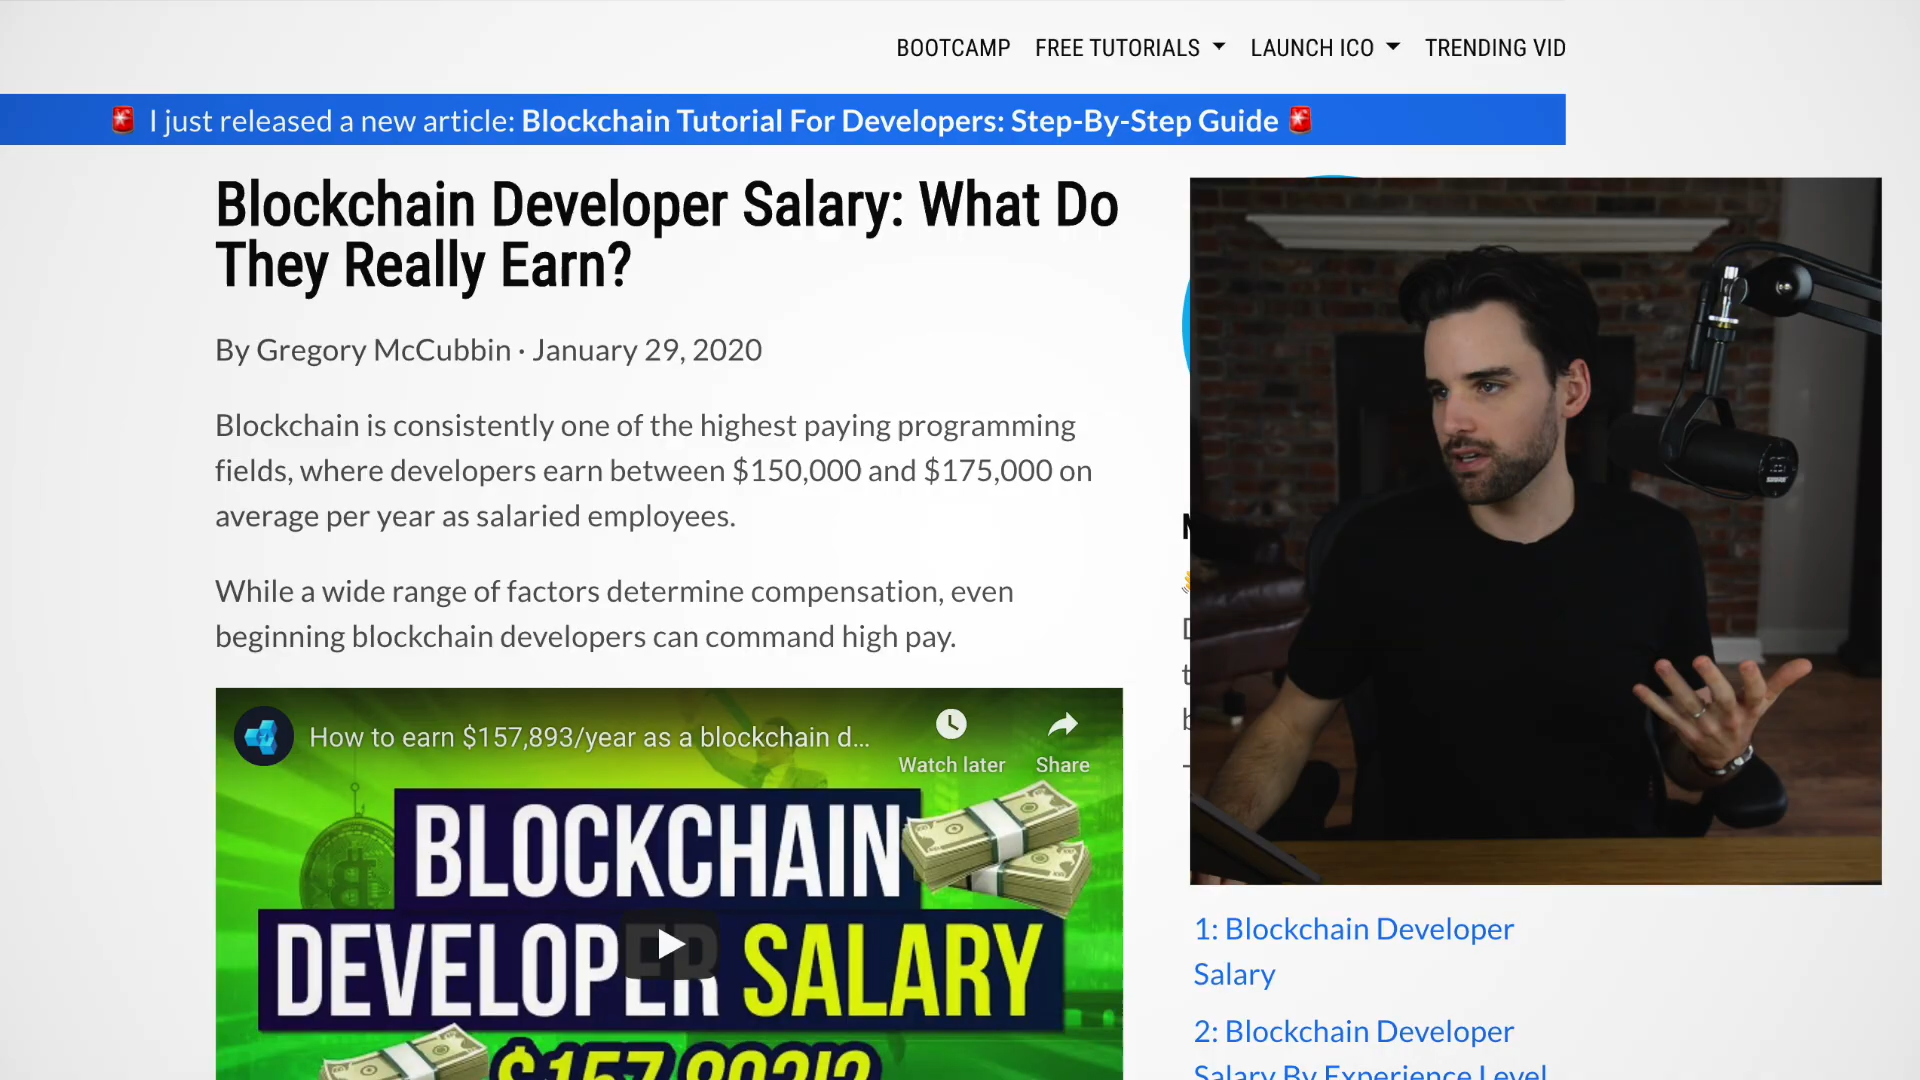 BOOTCAMP FREE TUTORIALS LAUNCH ICO TRENDING VID
I just released a new article: Blockchain Tutorial For Developers: Step-By-Step Guide
Blockchain Developer Salary: What Do
They Really Earn?
By Gregory McCubbin · January 29, 2020
Blockchain is consistently one of the highest paying programming
fields, where developers earn between $150,000 and $175,000 on
average per year as salaried employees.
While a wide range of factors determine compensation, even
beginning blockchain developers can command high pay.
How to earn $157,893/year as a blockchain d...
Watch later Share
BLOCKCHAIN
DEVELOPER SALARY
SHURE
1: Blockchain Developer
Salary
2: Blockchain Developer
Salary By Experience Level